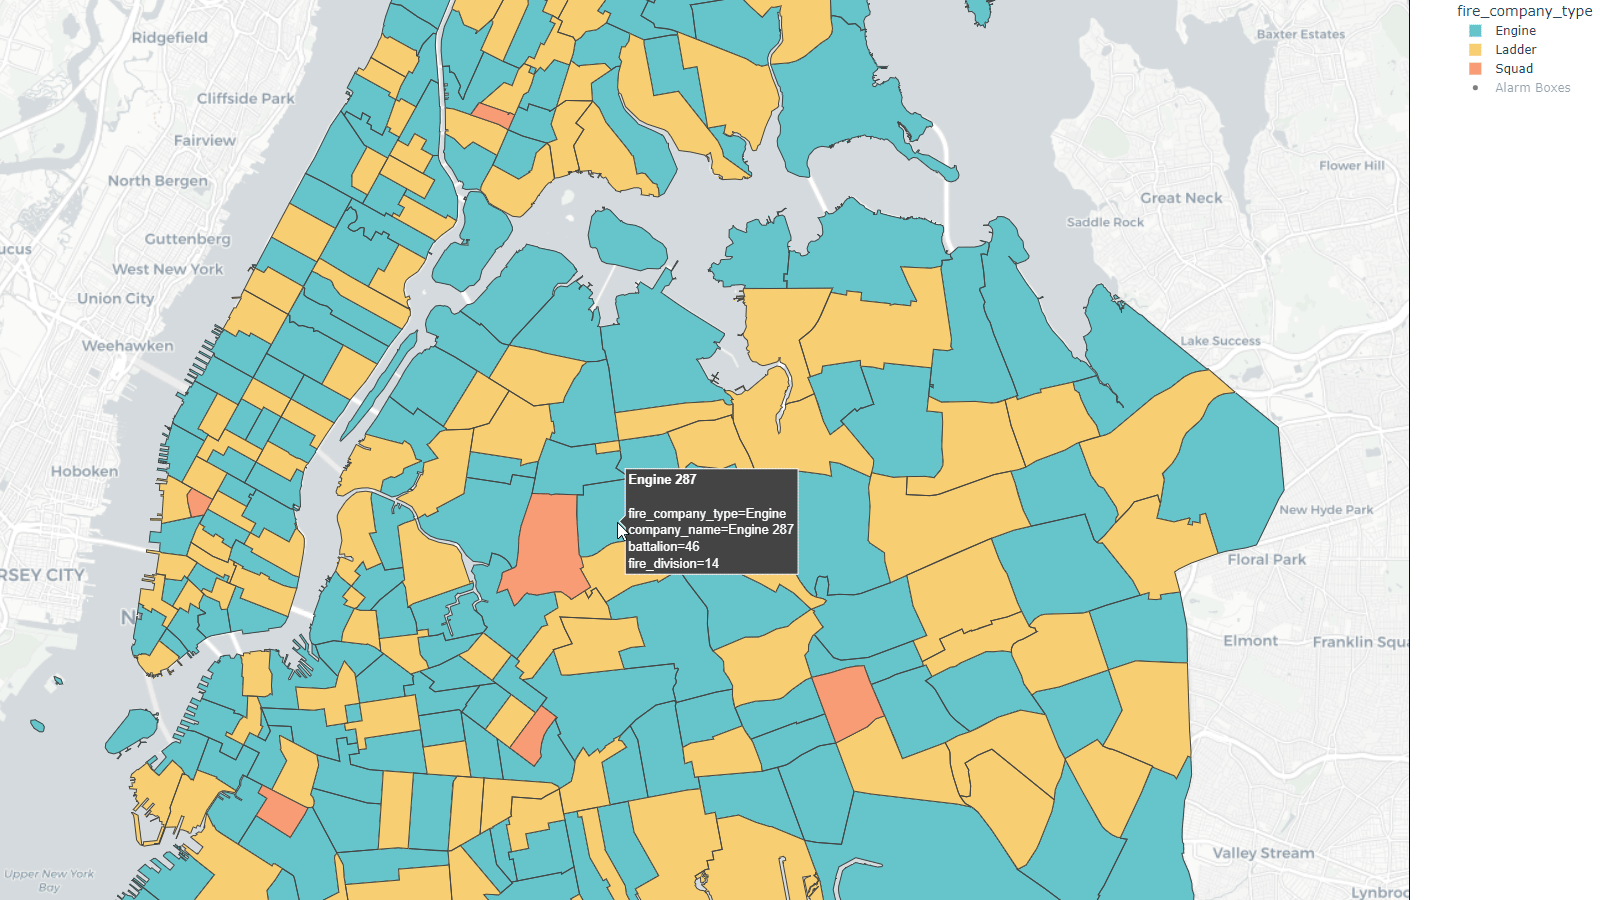 fire_company_type
Engine
Ladder
Squad
Alarm Boxes
Ridgefield
Baxter Estates
Cliffside Park
Fairview
Flower Hill
North Bergen
Great Neck
Saddle Rock
Guttenberg
ucus
West New York
Union City
Weehawken
Lake Success
Hoboken
Engine 287
fire_company_type=Engine
company_name=Engine 287
battalion=46
fire_division=14
New Hyde Park
Floral Park
RSEY CITY
N
Elmont
Franklin Squa
Valley Stream
Upper New York
Bay
Lynbro